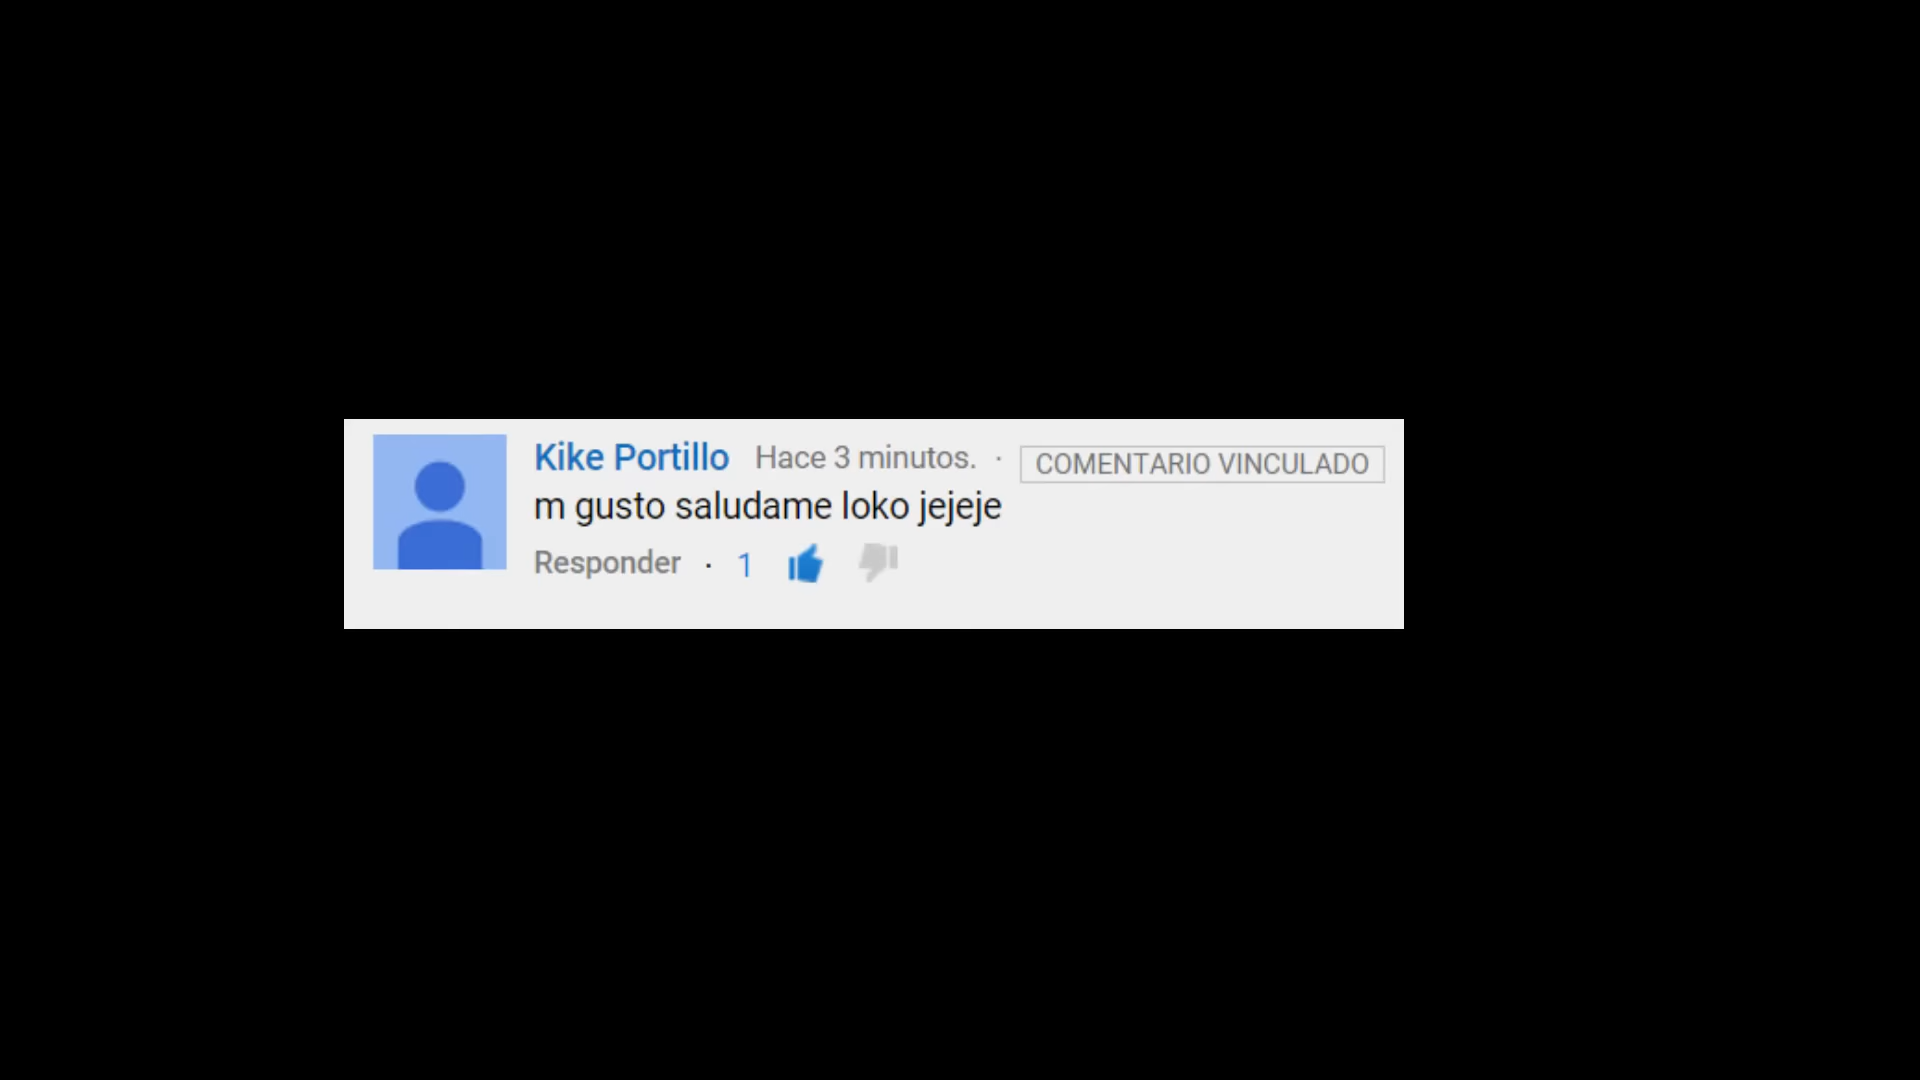 Kike Portillo Hace 3 minutos. · COMENTARIO VINCULADO
m gusto saludame loko jejeje
Responder · 1